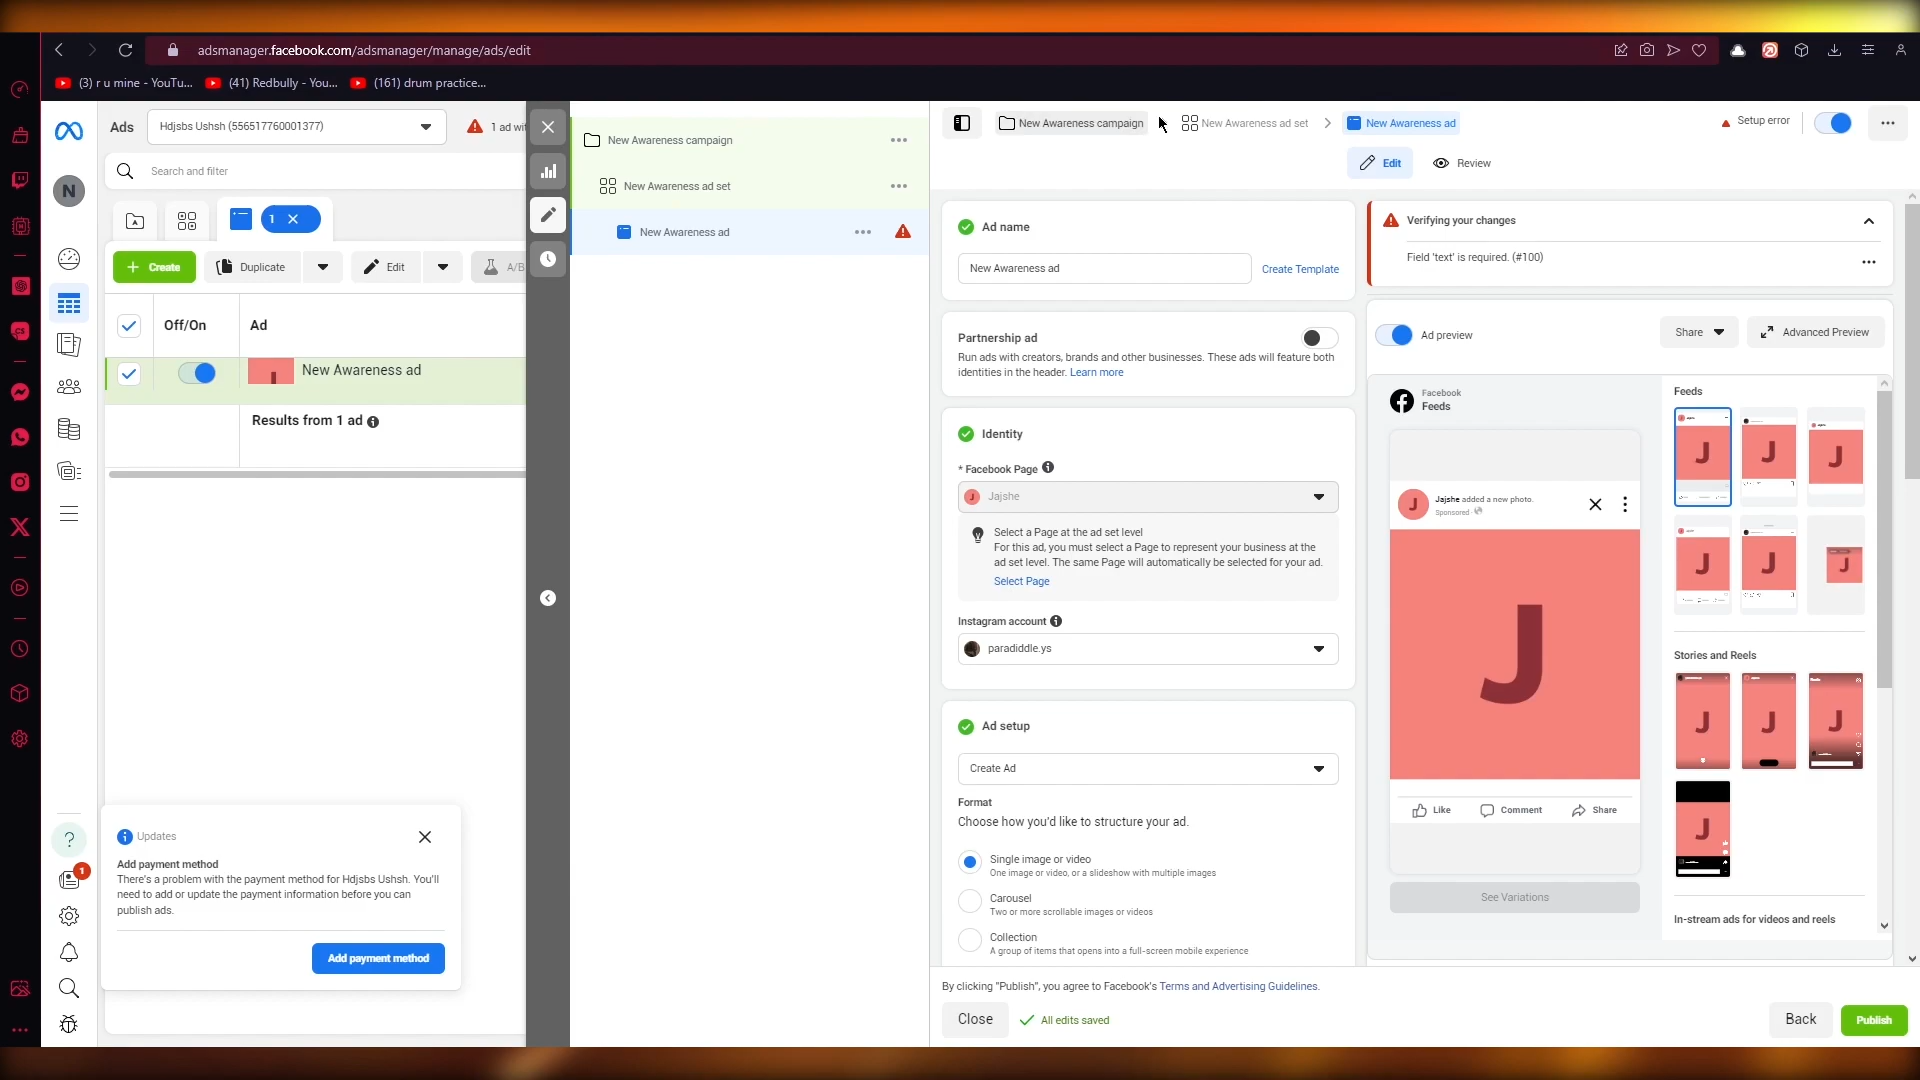 adsmanager.facebook.com/adsmanager/manage/ads/edit
(3) r u mine - YouTu...
(41) Redbully - You...
(161) drum practice...
Ads
Hdjsbs Ushsh (556517760001377)
1 ad wit
Search and filter
N
1
Create
Duplicate
Edit
A/B
Off/On
Ad
New Awareness ad
Results from 1 ad
Updates
Add payment method
There's a problem with the payment method for Hdjsbs Ushsh. You'll
need to add or update the payment information before you can
publish ads.
Add payment method
1
New Awareness campaign
New Awareness ad set
New Awareness ad
New Awareness campaign
New Awareness ad set
New Awareness ad
Setup error
Edit
Review
Ad name
New Awareness ad
Create Template
Partnership ad
Run ads with creators, brands and other businesses. These ads will feature both
identities in the header. Learn more
Identity
* Facebook Page
J
Jajshe
Select a Page at the ad set level
For this ad, you must select a Page to represent your business at the
ad set level. The same Page will automatically be selected for your ad.
Select Page
Instagram account
paradiddle.ys
Ad setup
Create Ad
Format
Choose how you'd like to structure your ad.
Single image or video
One image or video, or a slideshow with multiple images
Carousel
Two or more scrollable images or videos
Collection
A group of items that opens into a full-screen mobile experience
Verifying your changes
Field 'text' is required. (#100)
Ad preview
Share
Advanced Preview
Facebook
Feeds
J
Jajshe added a new photo.
Sponsored ·
J
Like
Comment
Share
See Variations
Feeds
J
J
J
J
J
J
Stories and Reels
J
J
J
J
In-stream ads for videos and reels
By clicking "Publish", you agree to Facebook's Terms and Advertising Guidelines.
Close
All edits saved
Back
Publish